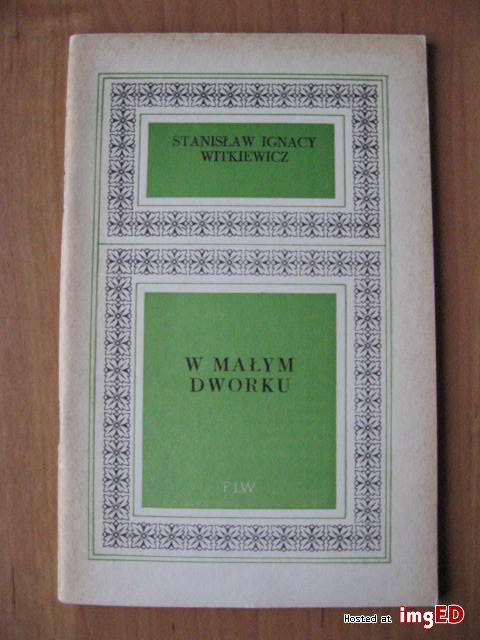 STANISŁAW IGNACY
WITKIEWICZ
W MAŁYM
DWORKU
PIW
Hosted at imgED